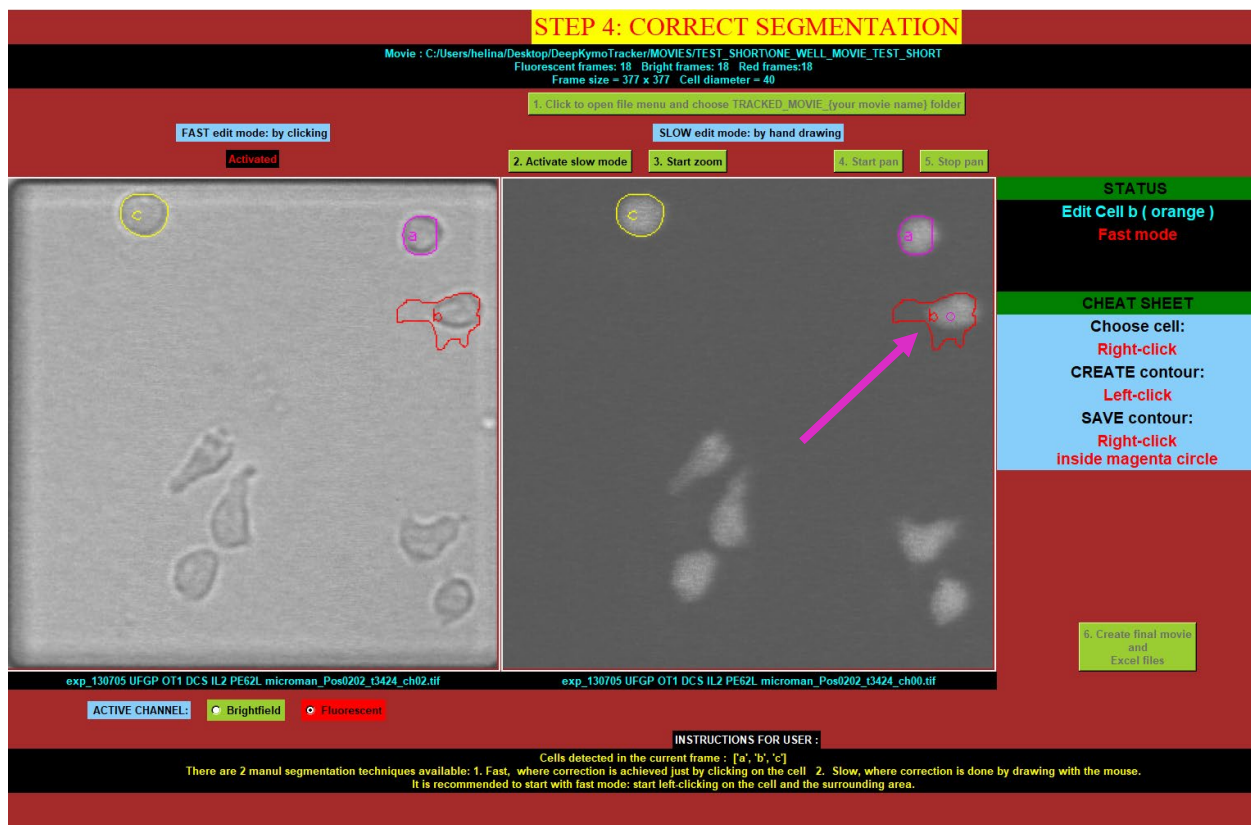 STEP 4: CORRECT SEGMENTATION
Movie : C:/Users/helina/Desktop/DeepKymoTracker/MOVIES/TEST_SHORT\ONE_WELL_MOVIE_TEST_SHORT
Fluorescent frames: 18 Bright frames: 18 Red frames:18
Frame size = 377 x 377 Cell diameter = 40
1. Click to open file menu and choose TRACKED_MOVIE_{your movie name} folder
FAST edit mode: by clicking
SLOW edit mode: by hand drawing
Activated
2. Activate slow mode
3. Start zoom
4. Start pan
5. Stop pan
c
a
b
c
a
b
STATUS
Edit Cell b ( orange )
Fast mode
CHEAT SHEET
Choose cell:
Right-click
CREATE contour:
Left-click
SAVE contour:
Right-click
inside magenta circle
6. Create final movie
and
Excel files
exp_130705 UFGP OT1 DCS IL2 PE62L microman_Pos0202_t3424_ch02.tif
exp_130705 UFGP OT1 DCS IL2 PE62L microman_Pos0202_t3424_ch00.tif
ACTIVE CHANNEL:
Brightfield
Fluorescent
INSTRUCTIONS FOR USER :
Cells detected in the current frame : ['a', 'b', 'c']
There are 2 manul segmentation techniques available: 1. Fast, where correction is achieved just by clicking on the cell 2. Slow, where correction is done by drawing with the mouse.
It is recommended to start with fast mode: start left-clicking on the cell and the surrounding area.